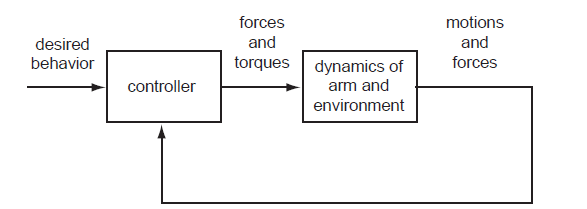 desired
behavior
controller
forces
and
torques
dynamics of
arm and
environment
motions
and
forces